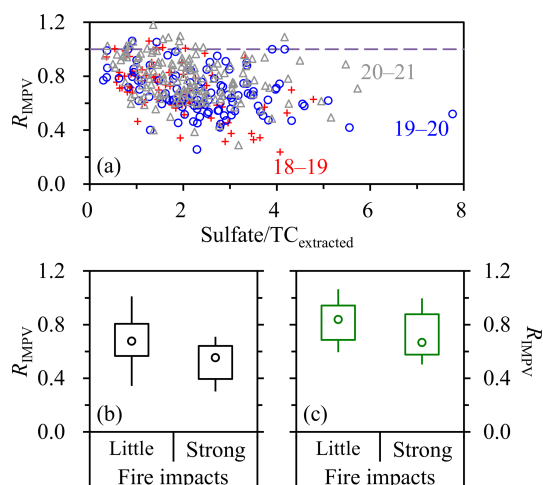 1.2
0.8
0.4
0.0
R_IMPV
(a)
20–21
19–20
18–19
0 2 4 6 8
Sulfate/TC_extracted
1.2
0.8
0.4
0.0
R_IMPV
(b)
Little Strong
Fire impacts
(c)
Little Strong
Fire impacts
1.2
0.8
0.4
0.0
R_IMPV